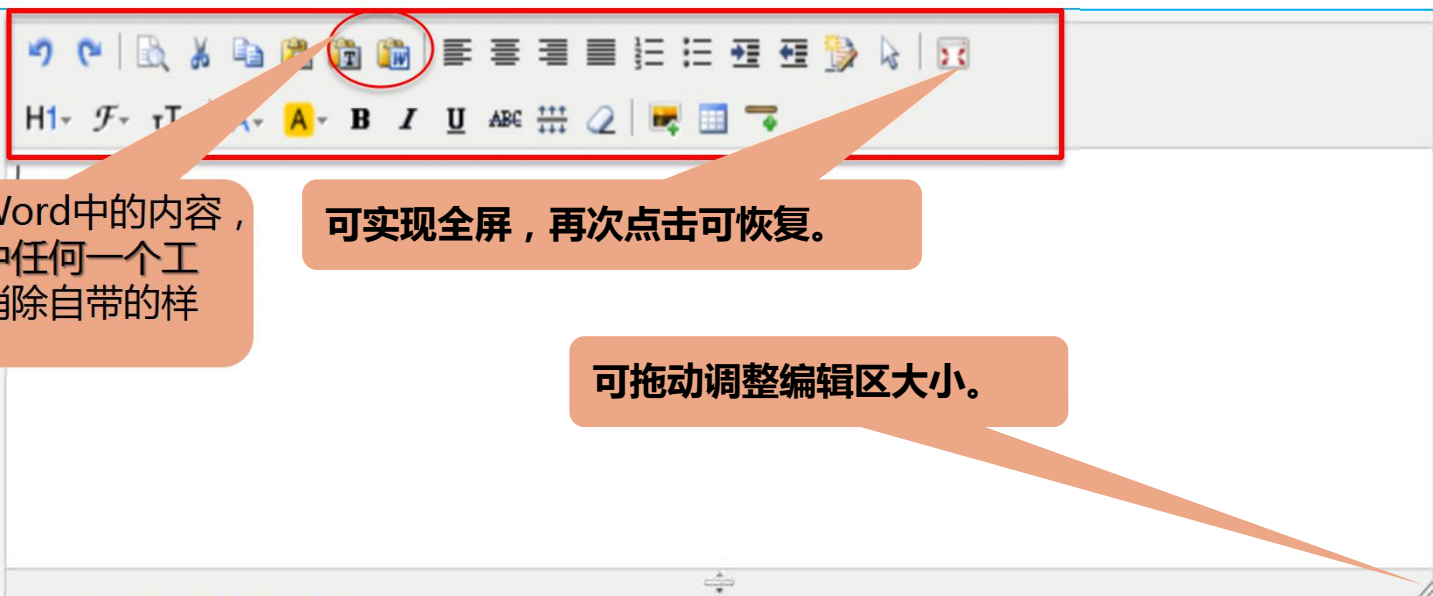 H1 F TT A A B I U ABC
Word中的内容，
中任何一个工
消除自带的样
可实现全屏，再次点击可恢复。
可拖动调整编辑区大小。